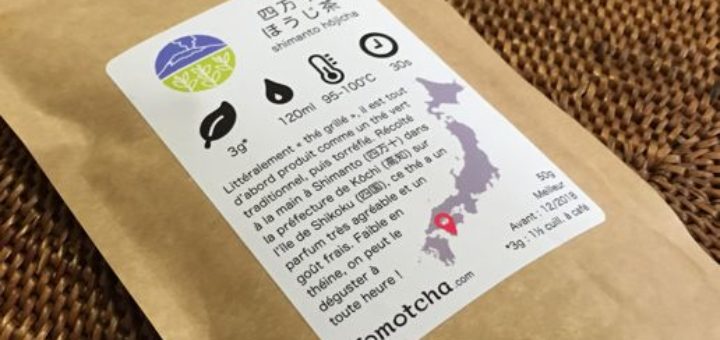 四万
ほうじ茶
shimanto hōjicha
3g*
120ml
95-100°C
30s
Littéralement « thé grillé », il est tout
d'abord produit comme un thé vert
traditionnel, puis torréfié. Récolté
à la main à Shimanto (四万十) dans
la préfecture de Kōchi (高知) sur
l'île de Shikoku (四国), ce thé a un
parfum très agréable et un
goût frais. Faible en
théine, on peut le
déguster à
toute heure !
50g
Meilleur
Avant : 12/2018
*3g : 1½ cuill. à café
omotcha.com